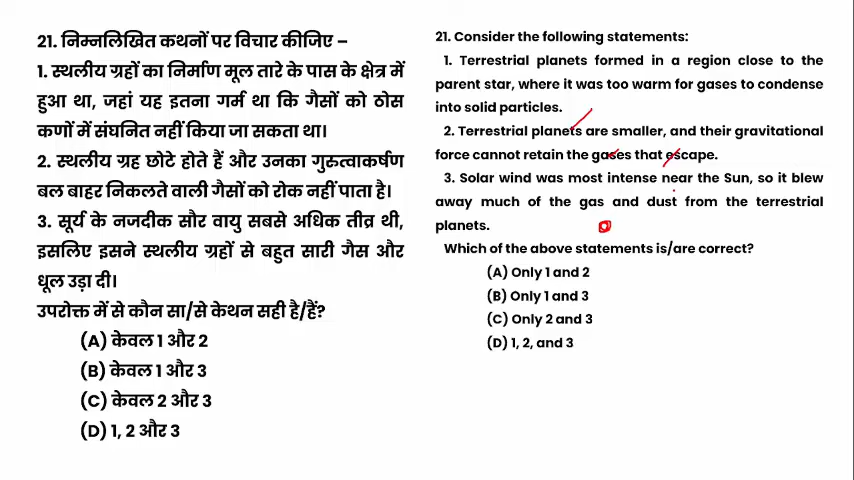 21. निम्नलिखित कथनों पर विचार कीजिए –
1. स्थलीय ग्रहों का निर्माण मूल तारे के पास के क्षेत्र में
हुआ था, जहां यह इतना गर्म था कि गैसों को ठोस
कणों में संघनित नहीं किया जा सकता था।
2. स्थलीय ग्रह छोटे होते हैं और उनका गुरुत्वाकर्षण
बल बाहर निकलते वाली गैसों को रोक नहीं पाता है।
3. सूर्य के नजदीक सौर वायु सबसे अधिक तीव्र थी,
इसलिए इसने स्थलीय ग्रहों से बहुत सारी गैस और
धूल उड़ा दी।
उपरोक्त में से कौन सा/से केथन सही है/हैं?
(A) केवल 1 और 2
(B) केवल 1 और 3
(C) केवल 2 और 3
(D) 1, 2 और 3
21. Consider the following statements:
1. Terrestrial planets formed in a region close to the
parent star, where it was too warm for gases to condense
into solid particles.
2. Terrestrial planets are smaller, and their gravitational
force cannot retain the gases that escape.
3. Solar wind was most intense near the Sun, so it blew
away much of the gas and dust from the terrestrial
planets.
Which of the above statements is/are correct?
(A) Only 1 and 2
(B) Only 1 and 3
(C) Only 2 and 3
(D) 1, 2, and 3